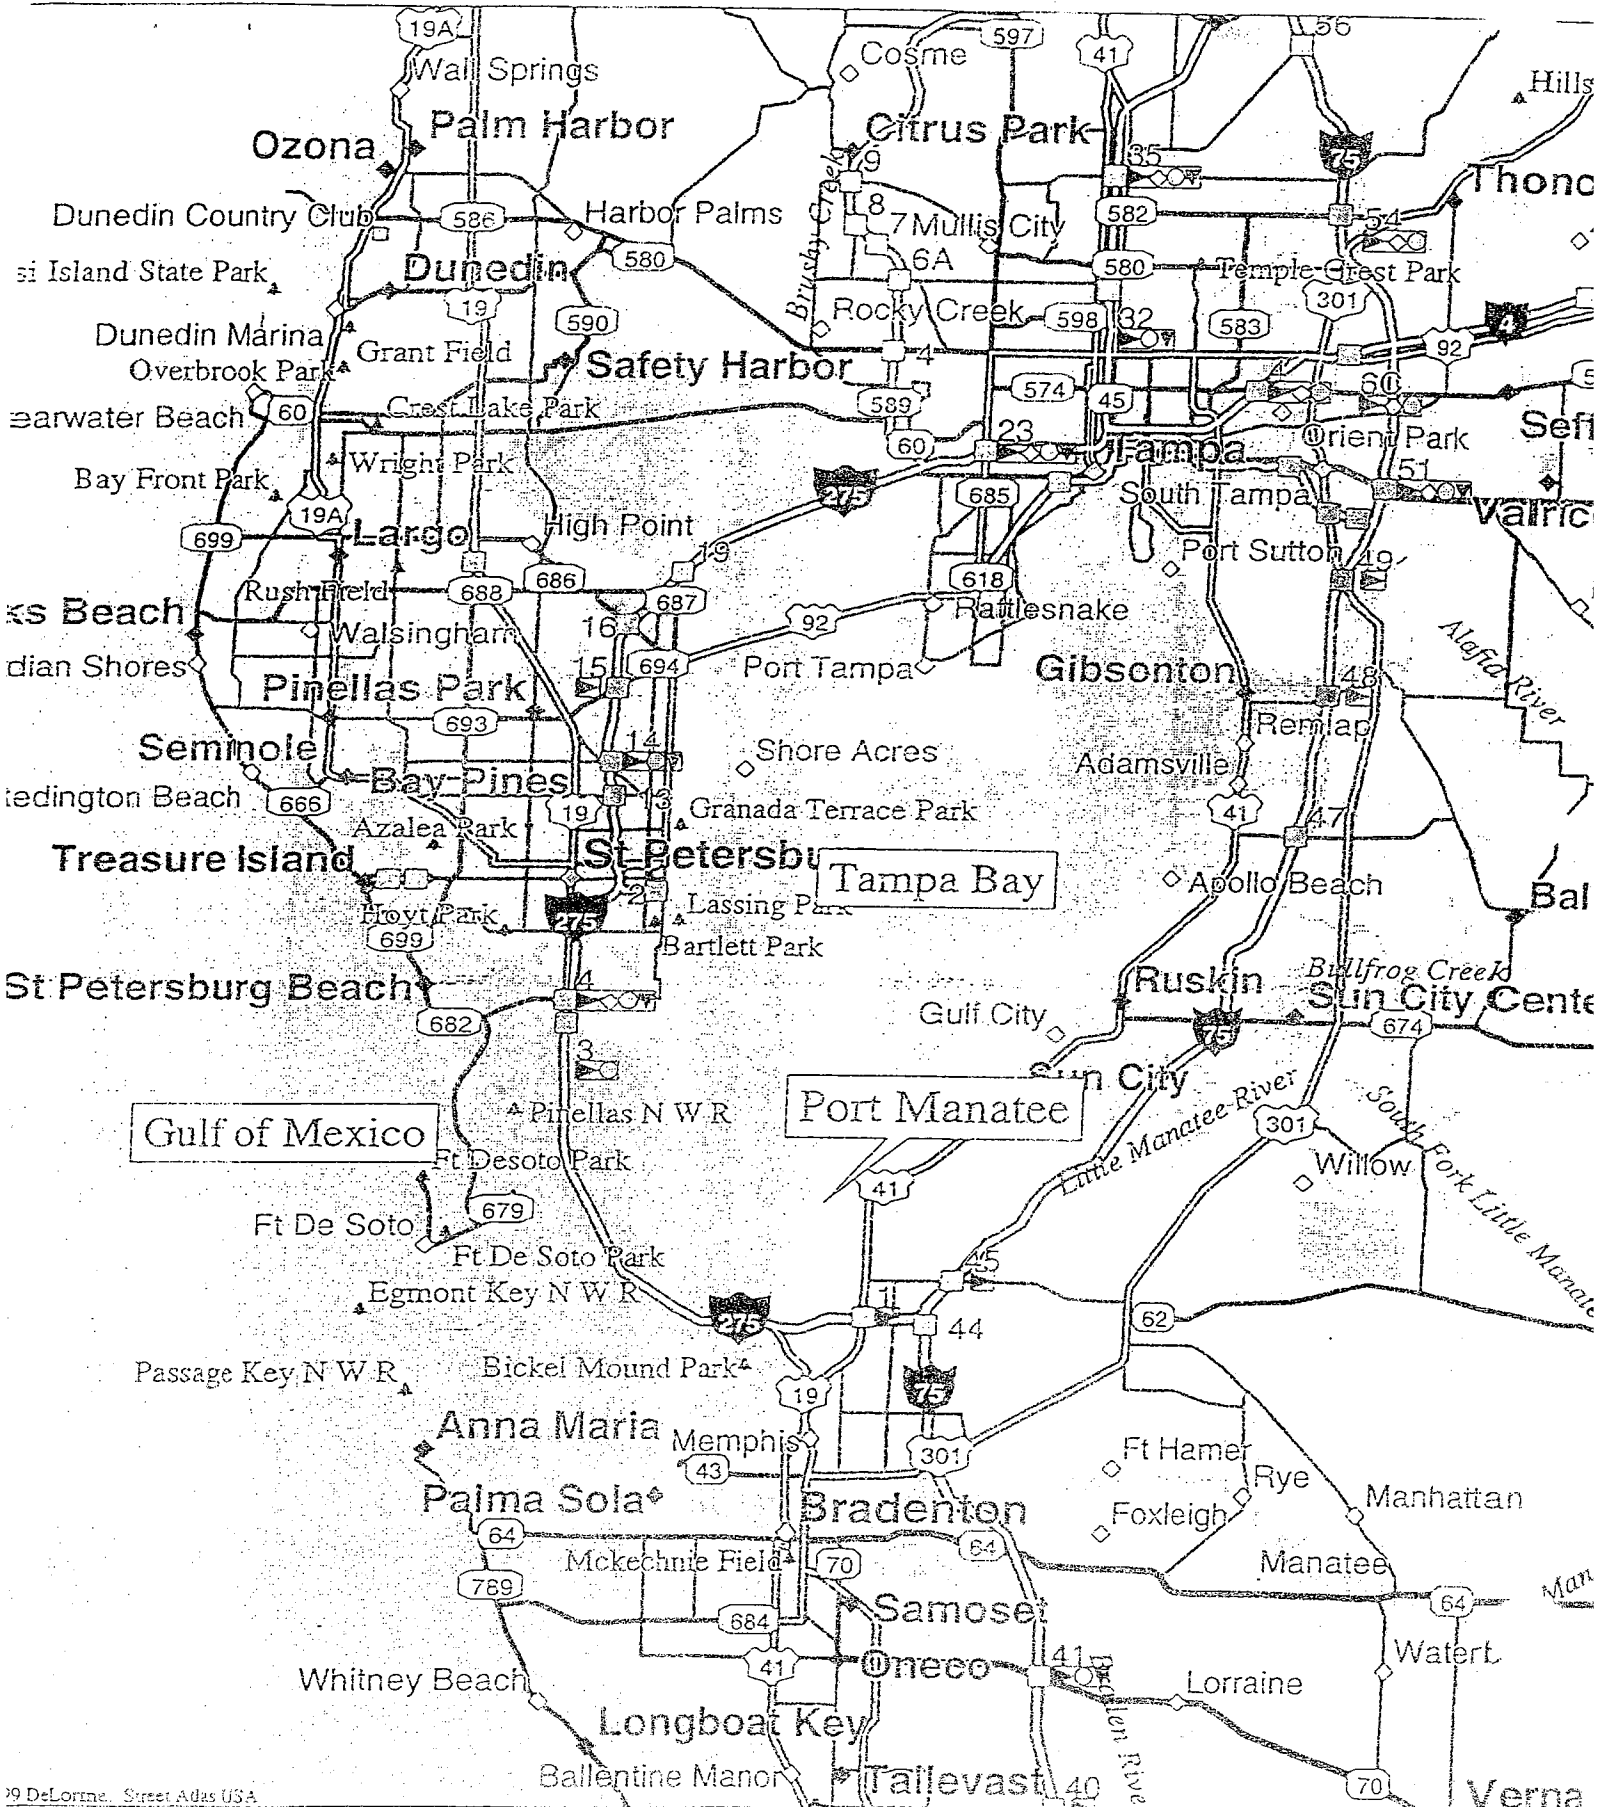 19A
597
41
56
Cosme
Wall Springs
Hills
Palm Harbor
Citrus Park
Ozona
75
35
9
Thono
Dunedin Country Club
586
Harbor Palms
8
7 Mullis City
582
54
580
6A
580
si Island State Park
Dunedin
Temple Crest Park
Brushy Creek
19
301
590
Rocky Creek
598
32
583
4
Dunedin Marina
Grant Field
92
Safety Harbor
4
Overbrook Park
574
45
589
earwater Beach
60
Crest Lake Park
60
23
Orient Park
Seff
Tampa
Wright Park
Bay Front Park
275
685
South Tampa
51
Valric
19A
699
Largo
High Point
19
Port Sutton
49
Rush Field
688
686
687
618
ks Beach
92
Rattlesnake
Walsingham
16
Alafia River
dian Shores
15
694
Port Tampa
Gibsonton
48
Pinellas Park
693
Remlap
Seminole
14
Shore Acres
Adamsville
Bay Pines
tedington Beach
666
19
13
Granada Terrace Park
41
47
Azalea Park
Treasure Island
St Petersbu
Tampa Bay
Apollo Beach
Bal
Hoyt Park
275
Lassing Park
699
Bartlett Park
St Petersburg Beach
4
Ruskin
Bullfrog Creek
Sun City Cente
682
Gulf City
75
674
3
Sun City
Pinellas N W R
Port Manatee
Little Manatee River
301
South Fork Little Manate
Gulf of Mexico
Ft Desoto Park
41
Willow
679
Ft De Soto
Ft De Soto Park
45
Egmont Key N W R
275
1
44
62
Passage Key N W R
Bickel Mound Park
19
75
Anna Maria
Memphis
43
301
Ft Hamer
Rye
Palma Sola
Bradenton
Foxleigh
Manhattan
64
64
Mckechnie Field
70
Manatee
789
Man
684
Samoset
64
41
Oneco
41
Watert
Whitney Beach
Lorraine
Longboat Key
Ballentine Manor
Tallevast
40
70
Verna
99 DeLorme. Street Atlas USA